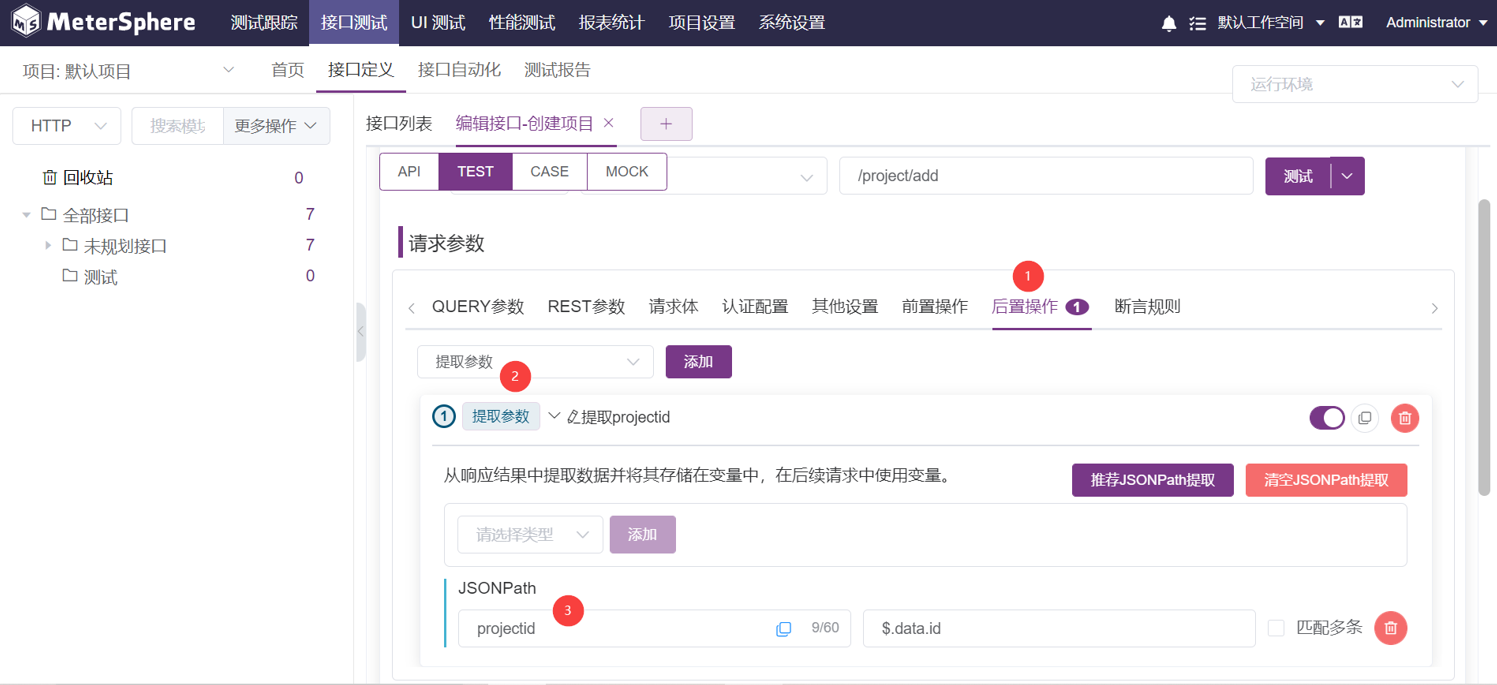 MeterSphere 测试跟踪 接口测试 UI 测试 性能测试 报表统计 项目设置 系统设置 默认工作空间 Administrator
项目: 默认项目 首页 接口定义 接口自动化 测试报告 运行环境
HTTP 搜索模块 更多操作 接口列表 编辑接口-创建项目 × +
API TEST CASE MOCK /project/add 测试
回收站 0
全部接口 7
未规划接口 7
测试 0
请求参数
1
QUERY参数 REST参数 请求体 认证配置 其他设置 前置操作 后置操作 1 断言规则
提取参数 添加
2
1 提取参数 提取projectid
从响应结果中提取数据并将其存储在变量中，在后续请求中使用变量。 推荐JSONPath提取 清空JSONPath提取
请选择类型 添加
JSONPath
3
projectid 9/60 $.data.id 匹配多条